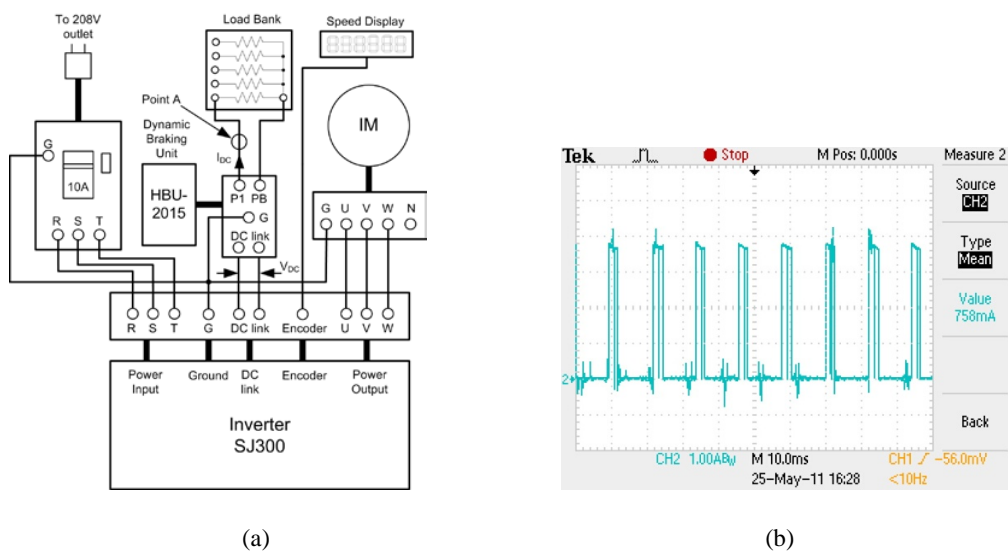 To 208V
outlet
Load Bank
Speed Display
Point A
Dynamic
Braking
Unit
IDC
IM
G
10A
HBU-
2015
P1 PB
G
DC link
G U V W N
R S T
VDC
R S T G DC link Encoder U V W
Power
Input
Ground
DC
link
Encoder
Power
Output
Inverter
SJ300
(a)
Tek
Stop
M Pos: 0.000s
Measure 2
Source
CH2
Type
Mean
Value
758mA
2
Back
CH2 1.00ABW M 10.0ms CH1 -56.0mV
25-May-11 16:28 <10Hz
(b)